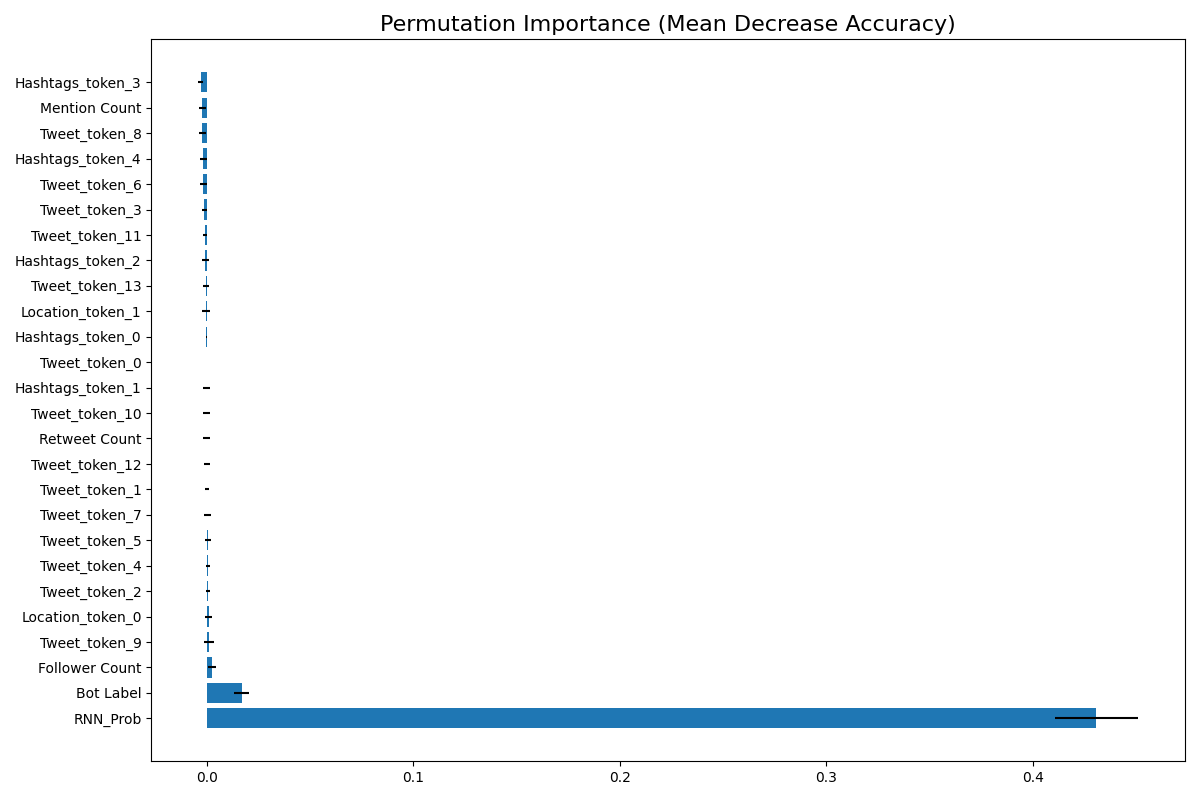 Permutation Importance (Mean Decrease Accuracy)
Hashtags_token_3
Mention Count
Tweet_token_8
Hashtags_token_4
Tweet_token_6
Tweet_token_3
Tweet_token_11
Hashtags_token_2
Tweet_token_13
Location_token_1
Hashtags_token_0
Tweet_token_0
Hashtags_token_1
Tweet_token_10
Retweet Count
Tweet_token_12
Tweet_token_1
Tweet_token_7
Tweet_token_5
Tweet_token_4
Tweet_token_2
Location_token_0
Tweet_token_9
Follower Count
Bot Label
RNN_Prob
0.0 0.1 0.2 0.3 0.4